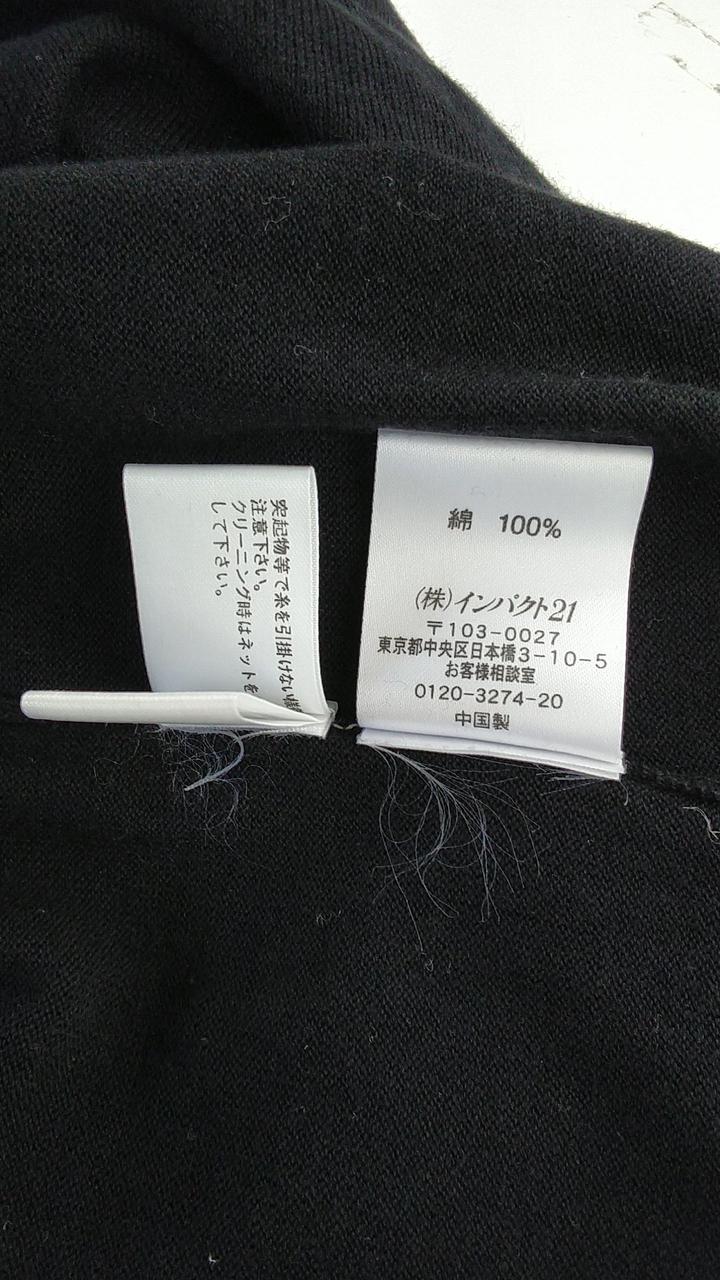 綿 100%
(株)インパクト21
〒103-0027
東京都中央区日本橋3-10-5
お客様相談室
0120-3274-20
中国製
突起物等で糸を引掛けない様
注意下さい。
クリーニング時はネットを
して下さい。